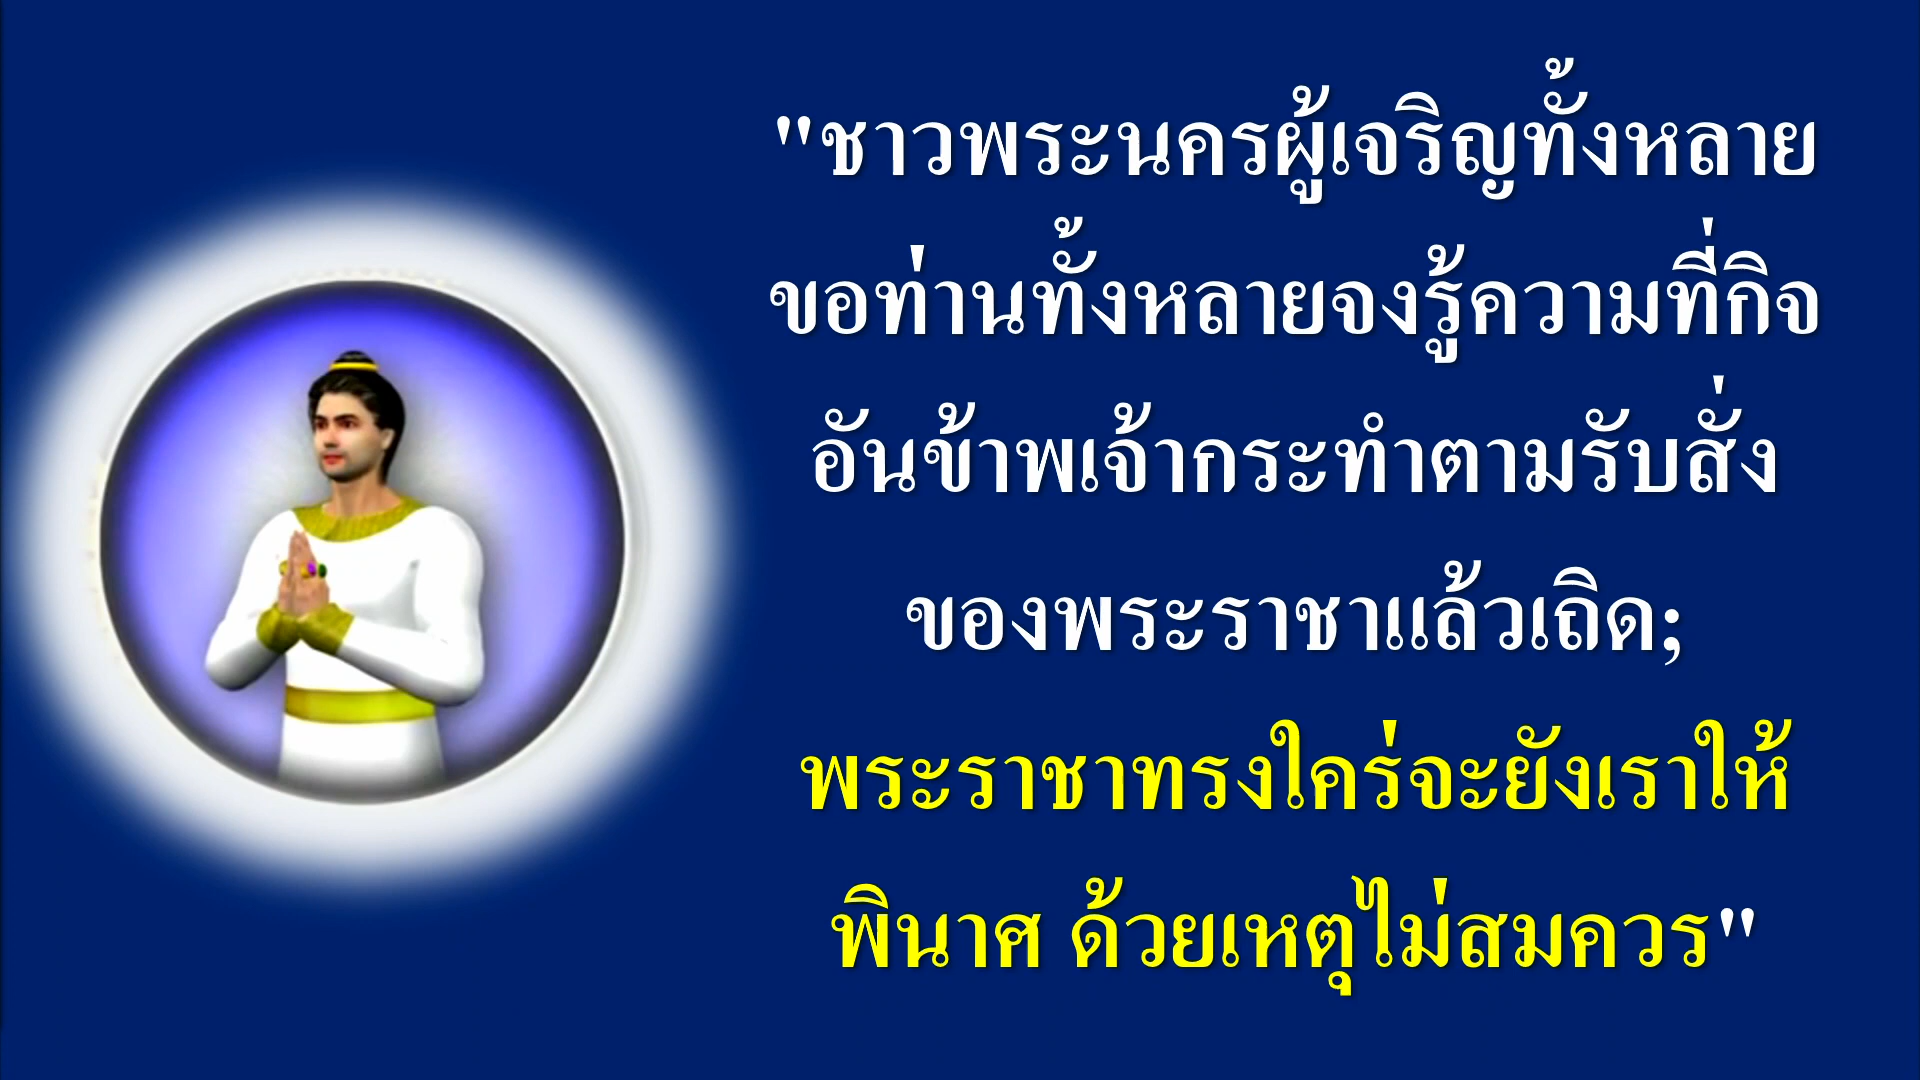 "ชาวพระนครผู้เจริญทั้งหลาย
ขอท่านทั้งหลายจงรู้ความที่กิจ
อันข้าพเจ้ากระทำตามรับสั่ง
ของพระราชาแล้วเถิด;
พระราชาทรงใคร่จะยังเราให้
พินาศ ด้วยเหตุไม่สมควร"